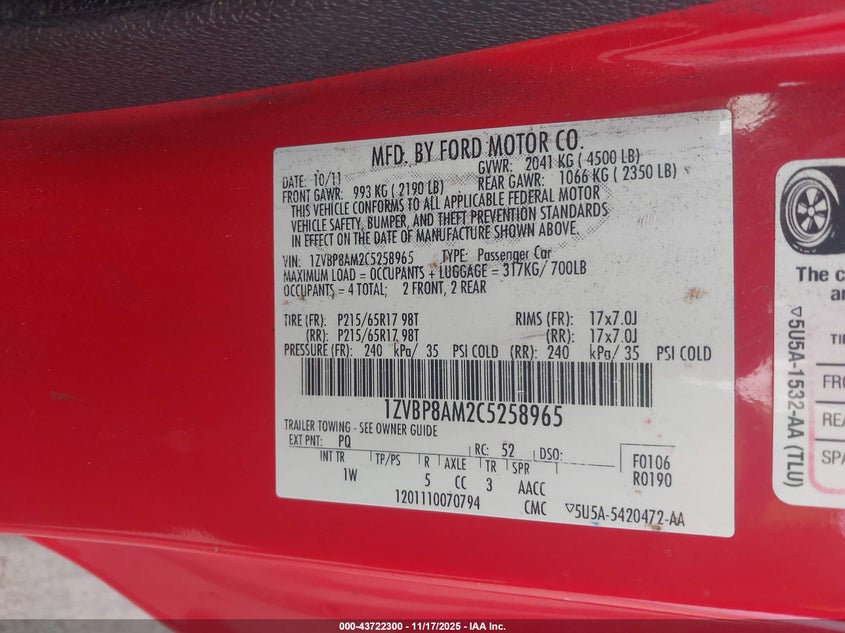 MFD. BY FORD MOTOR CO.
DATE: 10/11 GVWR: 2041 KG ( 4500 LB)
FRONT GAWR: 993 KG ( 2190 LB) REAR GAWR: 1066 KG ( 2350 LB)
THIS VEHICLE CONFORMS TO ALL APPLICABLE FEDERAL MOTOR
VEHICLE SAFETY, BUMPER, AND THEFT PREVENTION STANDARDS
IN EFFECT ON THE DATE OF MANUFACTURE SHOWN ABOVE.
VIN: 1ZVBP8AM2C5258965 TYPE: Passenger Car
MAXIMUM LOAD = OCCUPANTS + LUGGAGE = 317KG/ 700LB
OCCUPANTS = 4 TOTAL; 2 FRONT, 2 REAR
TIRE (FR): P215/65R17 98T RIMS (FR): 17x7.0J
(RR): P215/65R17 98T (RR): 17x7.0J
PRESSURE (FR): 240 kPa/ 35 PSI COLD (RR): 240 kPa/ 35 PSI COLD
1ZVBP8AM2C5258965
TRAILER TOWING - SEE OWNER GUIDE
EXT PNT: PQ RC: 52 DSO: F0106
INT TR TP/PS R AXLE TR SPR R0190
1W 5 CC 3 AACC
1201110070794 CMC ▽5U5A-5420472-AA
The c
an
TI
FRO
REA
SPA
▽5U5A-1532-AA (TLU)
000-43722300 - 11/17/2025 - IAA Inc.